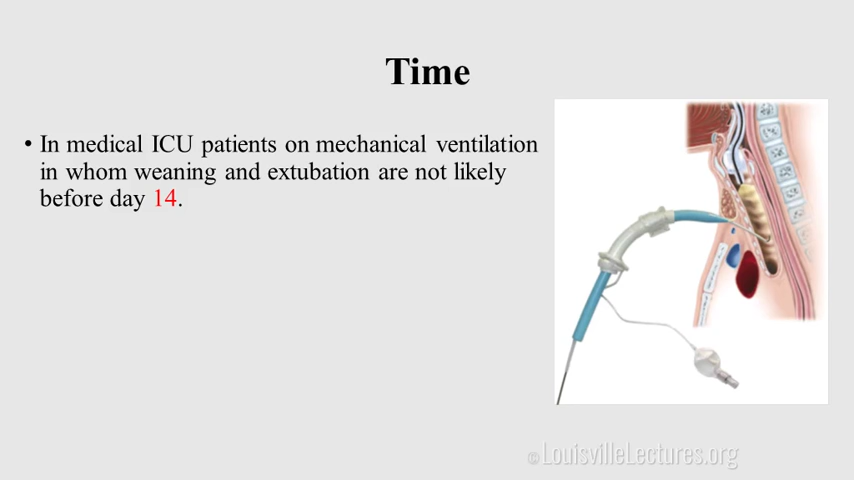 Time
• In medical ICU patients on mechanical ventilation
in whom weaning and extubation are not likely
before day 14.
©LouisvilleLectures.org